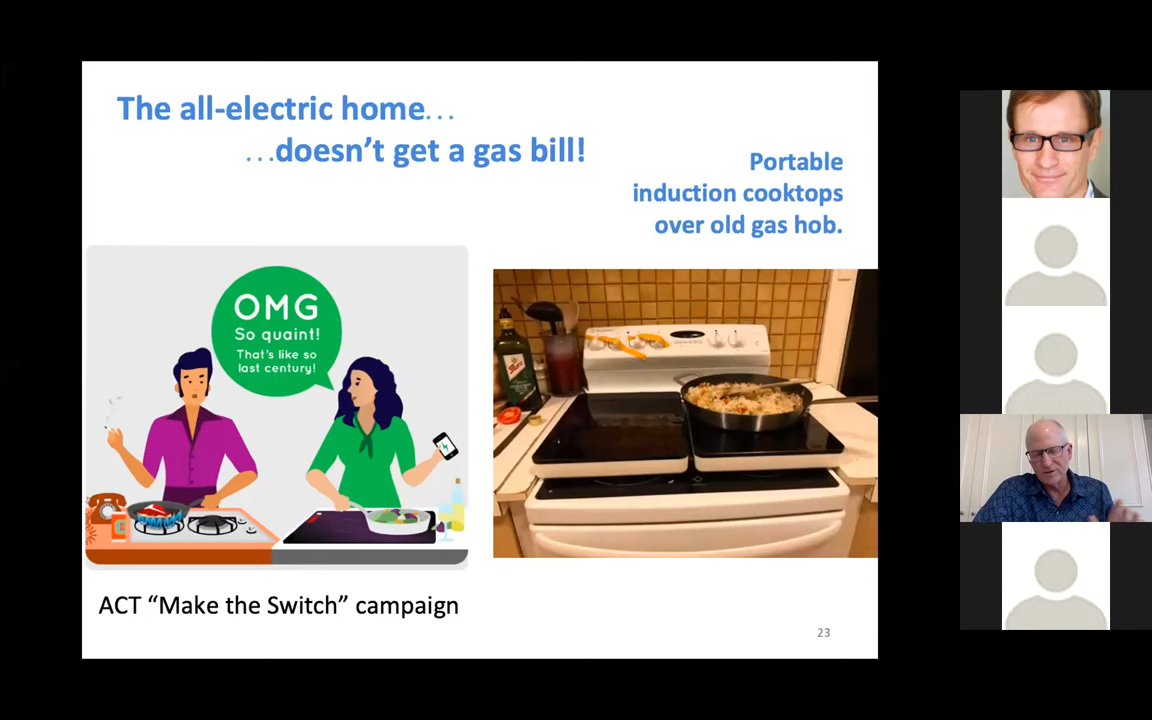 The all-electric home…
…doesn’t get a gas bill!
Portable
induction cooktops
over old gas hob.
OMG
So quaint!
That's like so
last century!
ACT “Make the Switch” campaign
23